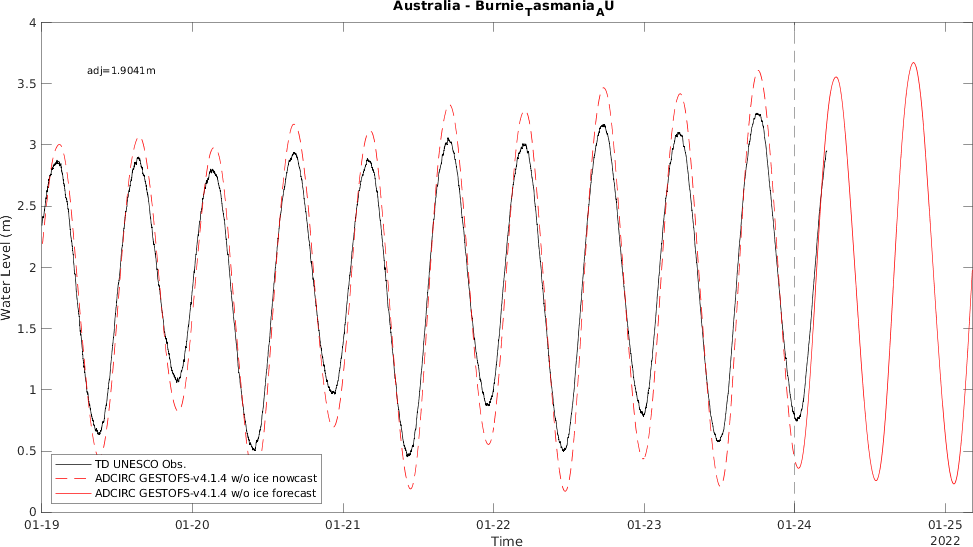 Australia - BurnieTasmaniaAU
4
adj=1.9041m
3.5
3
2.5
2
1.5
1
0.5
0
Water Level (m)
TD UNESCO Obs.
ADCIRC GESTOFS-v4.1.4 w/o ice nowcast
ADCIRC GESTOFS-v4.1.4 w/o ice forecast
01-19 01-20 01-21 01-22 01-23 01-24 01-25
Time
2022